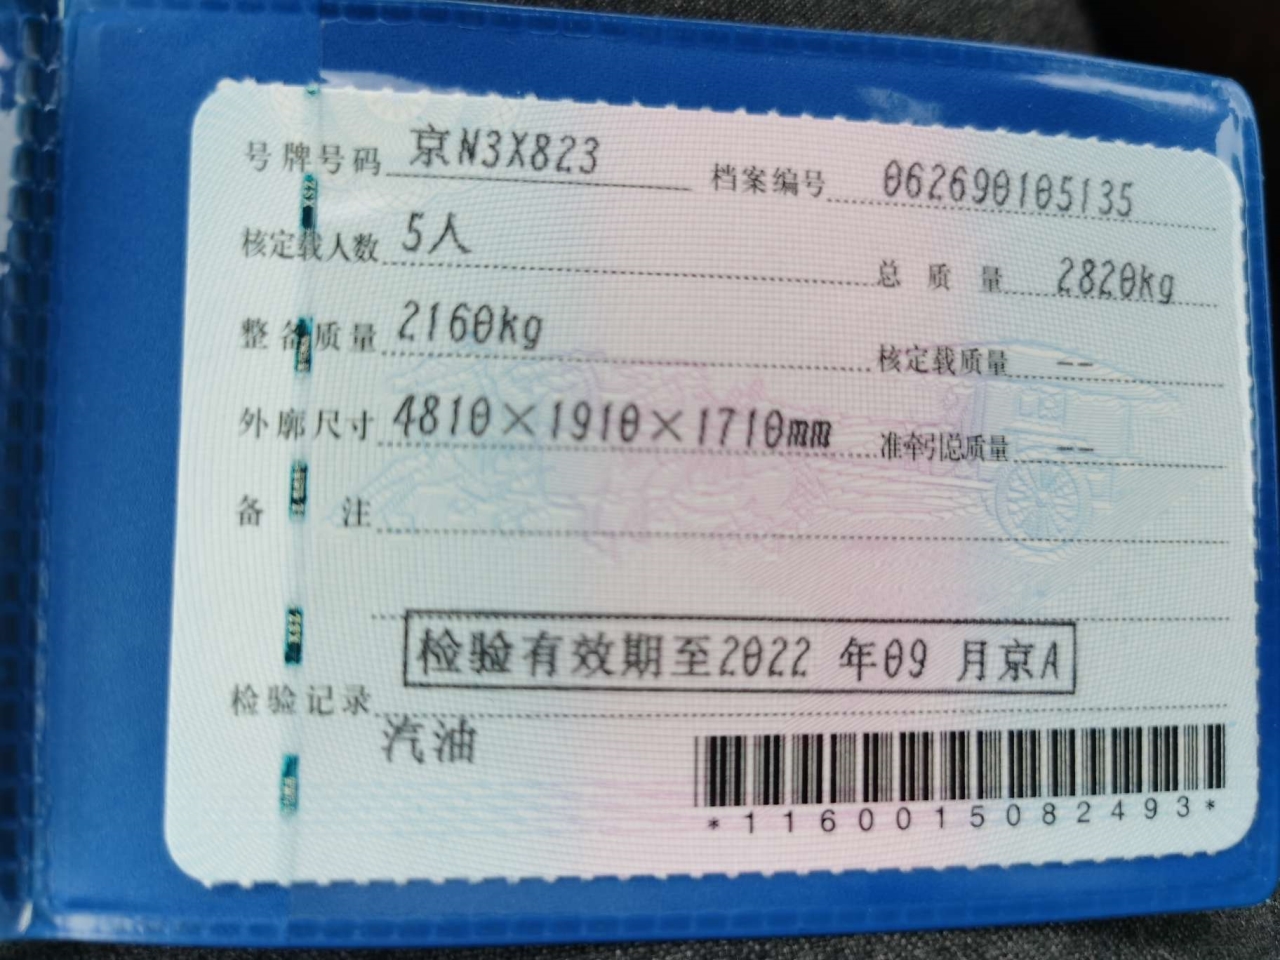 号牌号码 京N3X823 档案编号 062690105135
核定载人数 5人 总质量 2820kg
整备质量 2160kg 核定载质量 --
外廓尺寸 4810×1910×1710mm 准牵引总质量 --
备注
检验有效期至2022 年09 月京A
检验记录
汽油
*1160015082493*